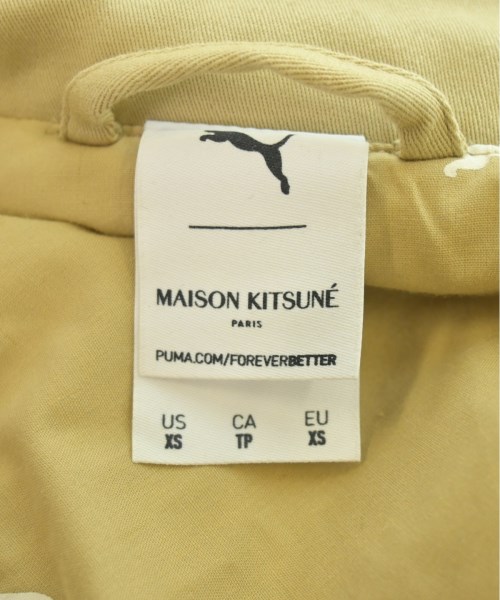 MAISON KITSUNÉ
PARIS
PUMA.COM/FOREVERBETTER
US CA EU
XS TP XS